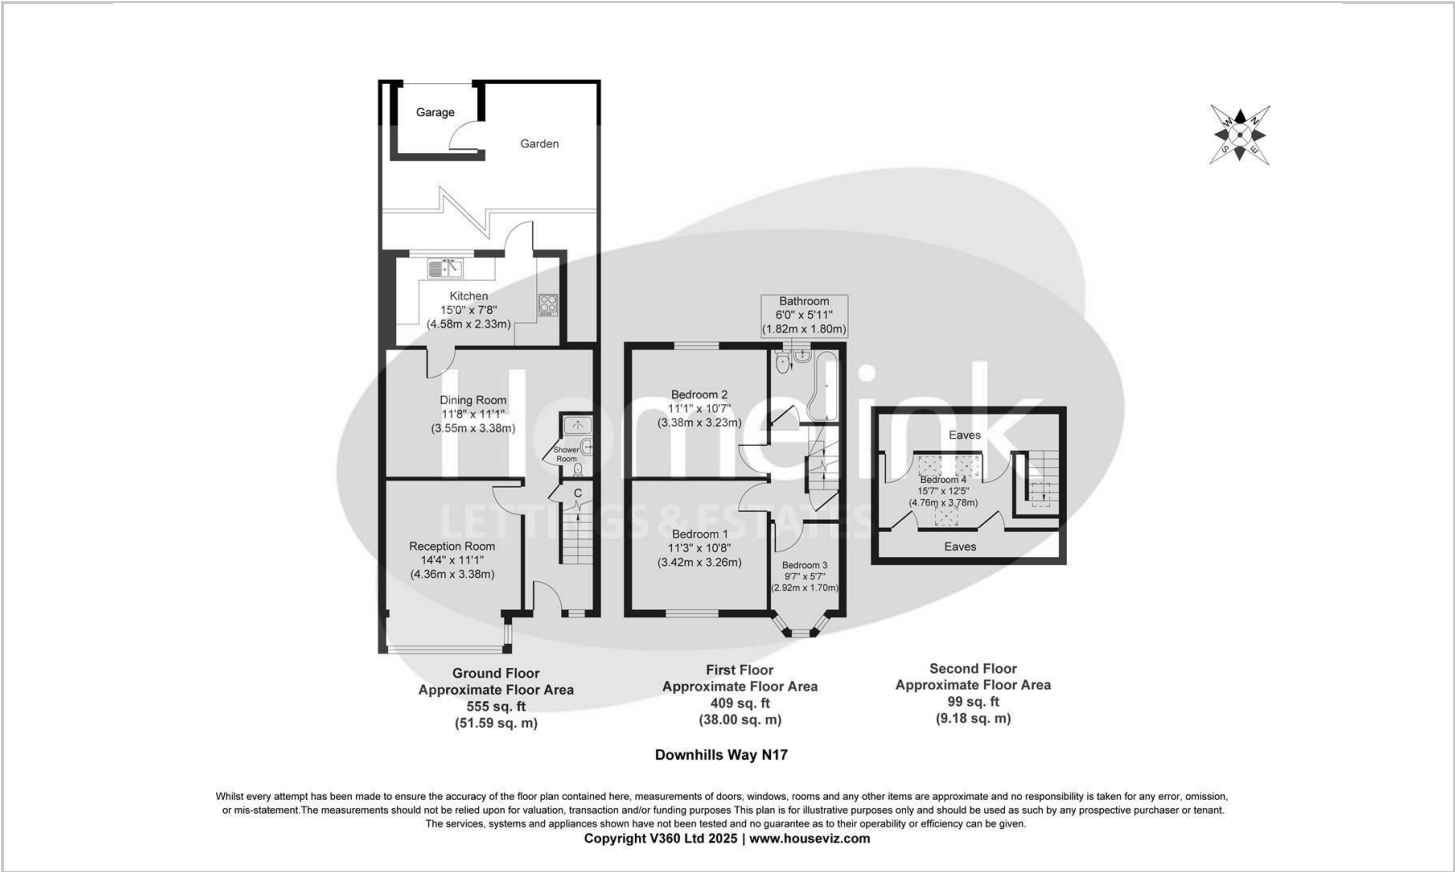 Garage
Garden
Kitchen
15'0" x 7'8"
(4.58m x 2.33m)
Dining Room
11'8" x 11'1"
(3.55m x 3.38m)
Shower
Room
C
Reception Room
14'4" x 11'1"
(4.36m x 3.38m)
Ground Floor
Approximate Floor Area
555 sq. ft
(51.59 sq. m)
Bathroom
6'0" x 5'11"
(1.82m x 1.80m)
Bedroom 2
11'1" x 10'7"
(3.38m x 3.23m)
Bedroom 1
11'3" x 10'8"
(3.42m x 3.26m)
Bedroom 3
9'7" x 5'7"
(2.92m x 1.70m)
First Floor
Approximate Floor Area
409 sq. ft
(38.00 sq. m)
Eaves
Bedroom 4
15'7" x 12'5"
(4.76m x 3.78m)
Eaves
Second Floor
Approximate Floor Area
99 sq. ft
(9.18 sq. m)
W N
S E
Homelink
LETTINGS & ESTATES
Downhills Way N17
Whilst every attempt has been made to ensure the accuracy of the floor plan contained here, measurements of doors, windows, rooms and any other items are approximate and no responsibility is taken for any error, omission,
or mis-statement.The measurements should not be relied upon for valuation, transaction and/or funding purposes This plan is for illustrative purposes only and should be used as such by any prospective purchaser or tenant.
The services, systems and appliances shown have not been tested and no guarantee as to their operability or efficiency can be given.
Copyright V360 Ltd 2025 | www.houseviz.com